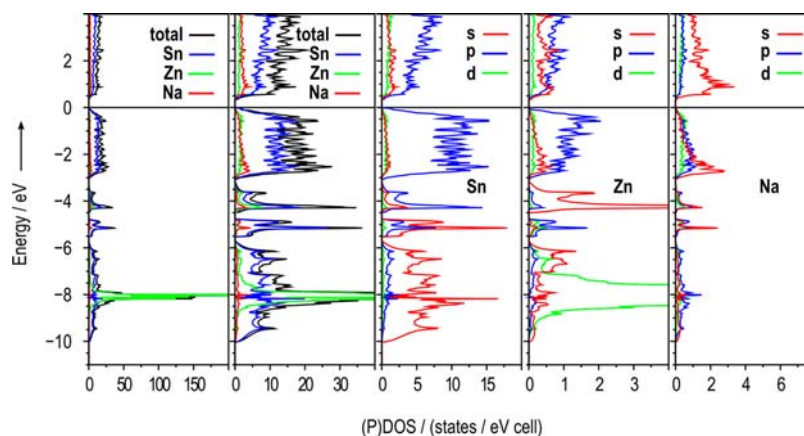 total total s s s
Sn Sn p p p
Zn Zn d d d
Na Na
2
0
−2
Sn Zn Na
−4
−6
−8
−10
Energy / eV
0 50 100 150 0 10 20 30 0 5 10 15 0 1 2 3 0 2 4 6
(P)DOS / (states / eV cell)